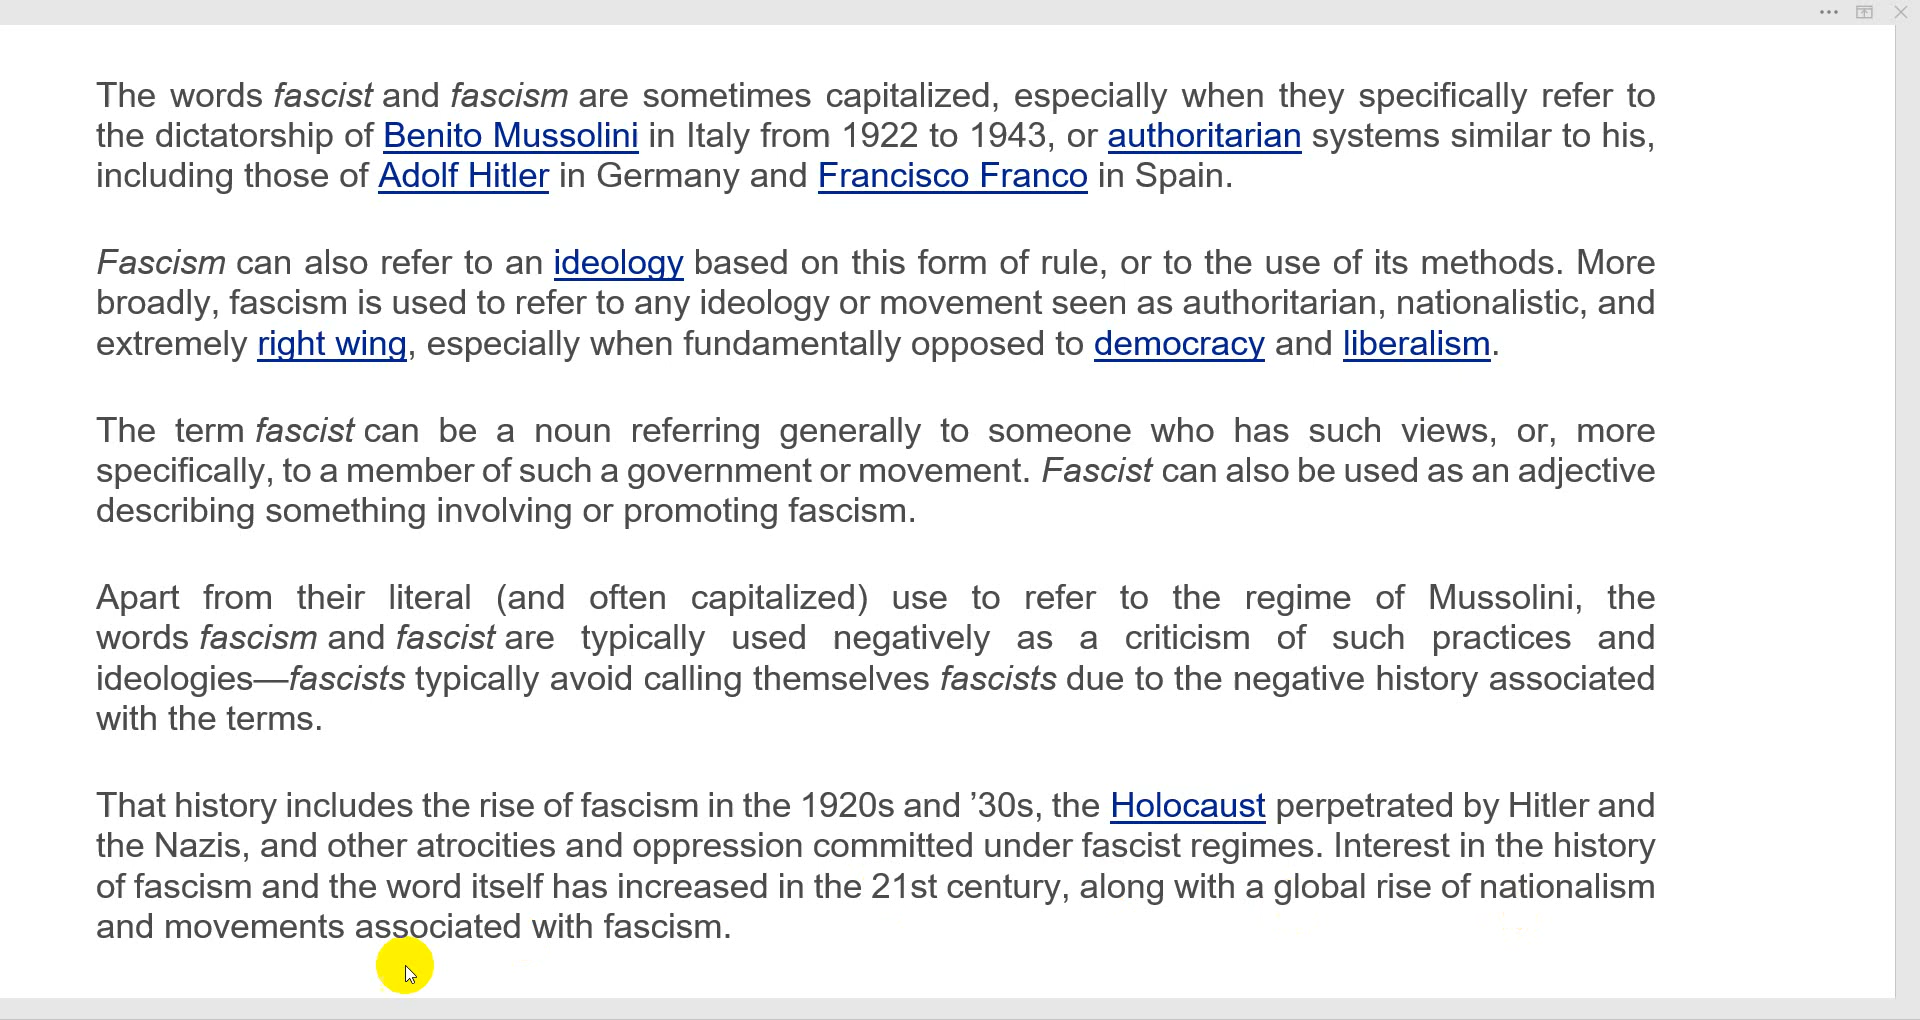 The words fascist and fascism are sometimes capitalized, especially when they specifically refer to
the dictatorship of Benito Mussolini in Italy from 1922 to 1943, or authoritarian systems similar to his,
including those of Adolf Hitler in Germany and Francisco Franco in Spain.
Fascism can also refer to an ideology based on this form of rule, or to the use of its methods. More
broadly, fascism is used to refer to any ideology or movement seen as authoritarian, nationalistic, and
extremely right wing, especially when fundamentally opposed to democracy and liberalism.
The term fascist can be a noun referring generally to someone who has such views, or, more
specifically, to a member of such a government or movement. Fascist can also be used as an adjective
describing something involving or promoting fascism.
Apart from their literal (and often capitalized) use to refer to the regime of Mussolini, the
words fascism and fascist are typically used negatively as a criticism of such practices and
ideologies—fascists typically avoid calling themselves fascists due to the negative history associated
with the terms.
That history includes the rise of fascism in the 1920s and ’30s, the Holocaust perpetrated by Hitler and
the Nazis, and other atrocities and oppression committed under fascist regimes. Interest in the history
of fascism and the word itself has increased in the 21st century, along with a global rise of nationalism
and movements associated with fascism.